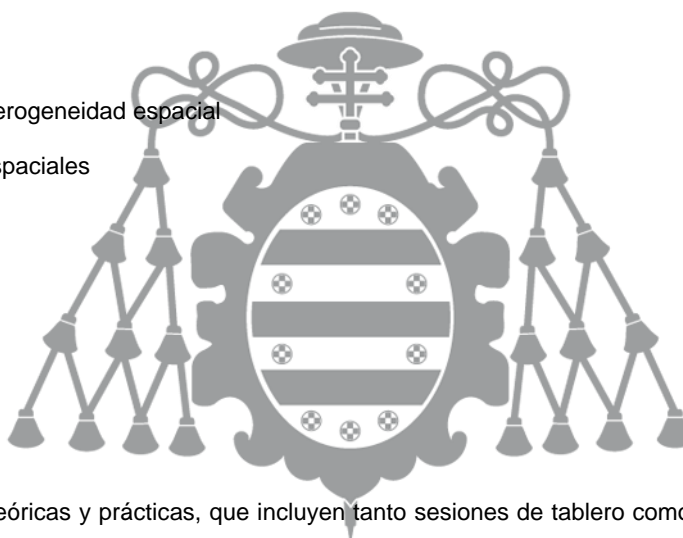 erogeneidad espacial
spaciales
eóricas y prácticas, que incluyen tanto sesiones de tablero como